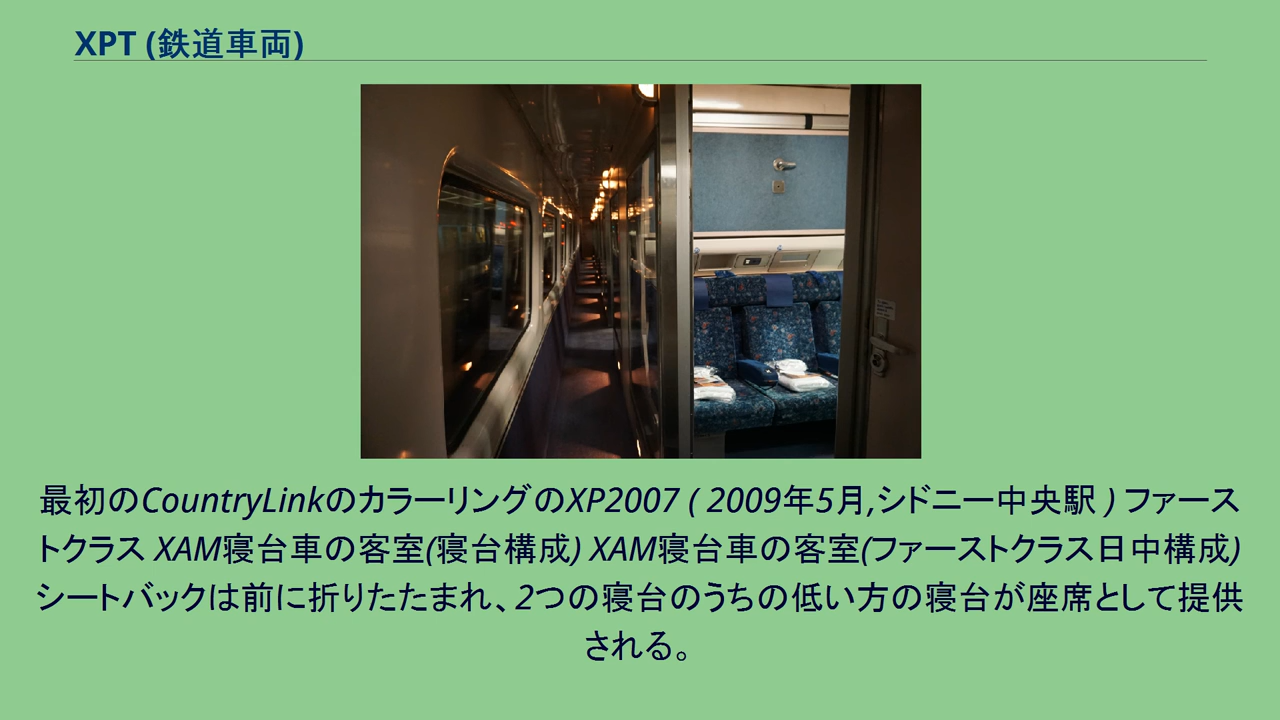 XPT (鉄道車両)
最初のCountryLinkのカラーリングのXP2007 ( 2009年5月,シドニー中央駅 ) ファース
トクラス XAM寝台車の客室(寝台構成) XAM寝台車の客室(ファーストクラス日中構成)
シートバックは前に折りたたまれ、2つの寝台のうちの低い方の寝台が座席として提供
される。